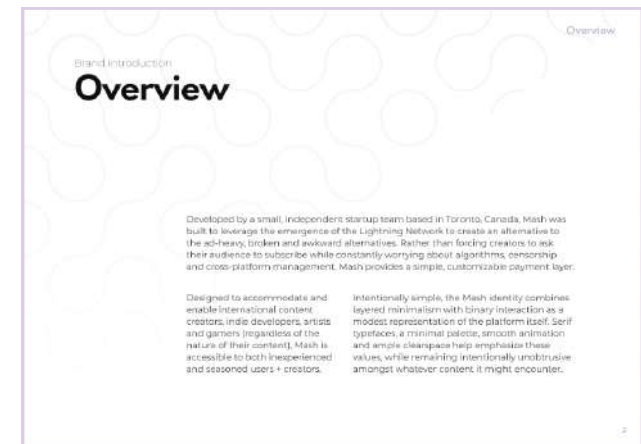 Overview
Brand Introduction
Overview
Developed by a small, independent startup team based in Toronto, Canada, Mash was
built to leverage the emergence of the Lightning Network to create an alternative to
the ad-heavy, broken and awkward alternatives. Rather than forcing creators to ask
their audience to subscribe while constantly worrying about algorithms, censorship
and cross-platform management, Mash provides a simple, customizable payment layer.
Designed to accommodate and
enable international content
creators, indie developers, artists
and gamers (regardless of the
nature of their content), Mash is
accessible to both inexperienced
and seasoned users + creators.
Intentionally simple, the Mash identity combines
layered minimalism with binary interaction as a
modest representation of the platform itself. Serif
typefaces, a minimal palette, smooth animation
and ample clearspace help emphasize these
values, while remaining intentionally unobtrusive
amongst whatever content it might encounter.
2